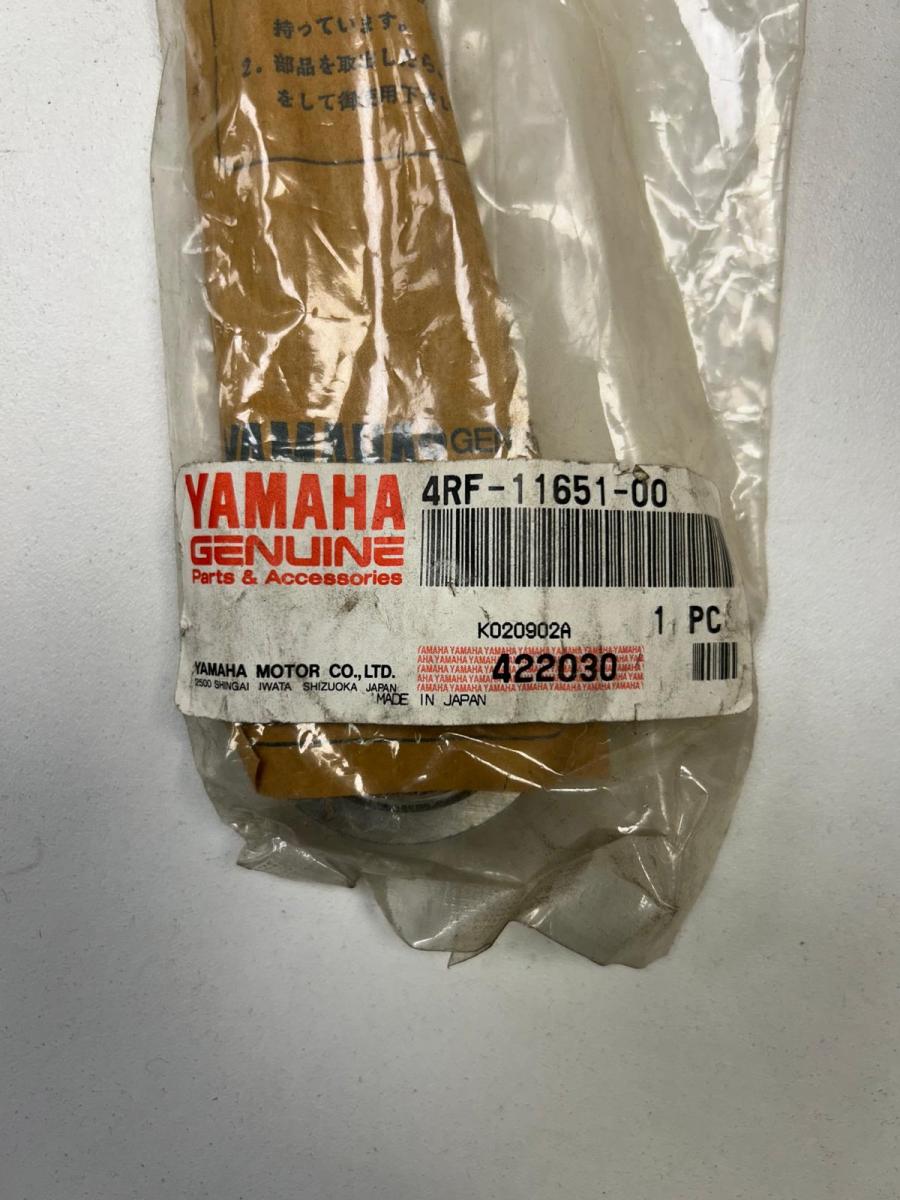 持っています。
2. 部品を取出したら、
をして御使用下さい
YAMAHA GEN
YAMAHA
GENUINE
Parts & Accessories
4RF-11651-00
1 PC
K020902A
422030
YAMAHA MOTOR CO.,LTD.
2500 SHINGAI IWATA SHIZUOKA JAPAN
MADE IN JAPAN